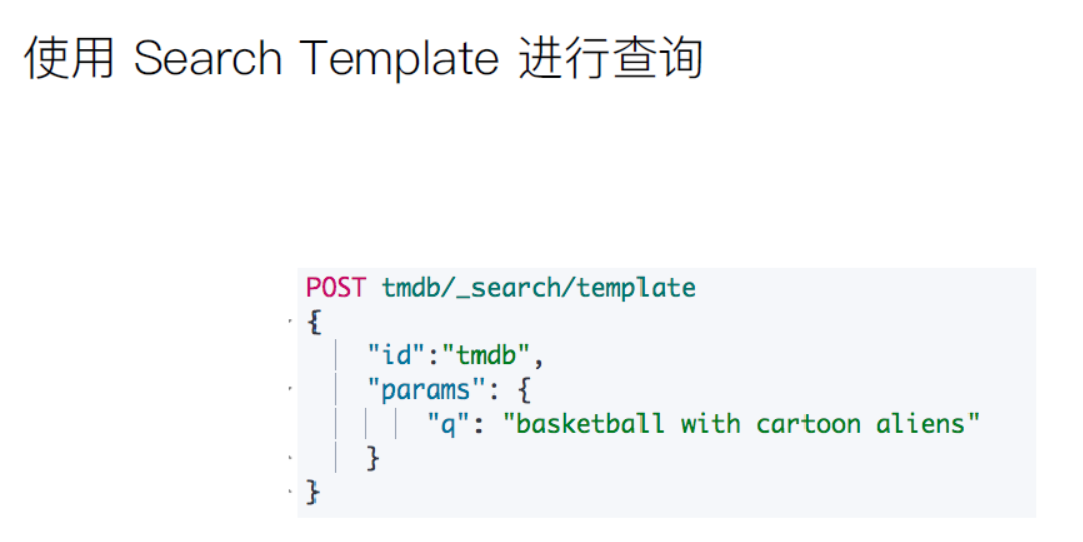 使用 Search Template 进行查询
POST tmdb/_search/template
{
"id":"tmdb",
"params": {
"q": "basketball with cartoon aliens"
}
}